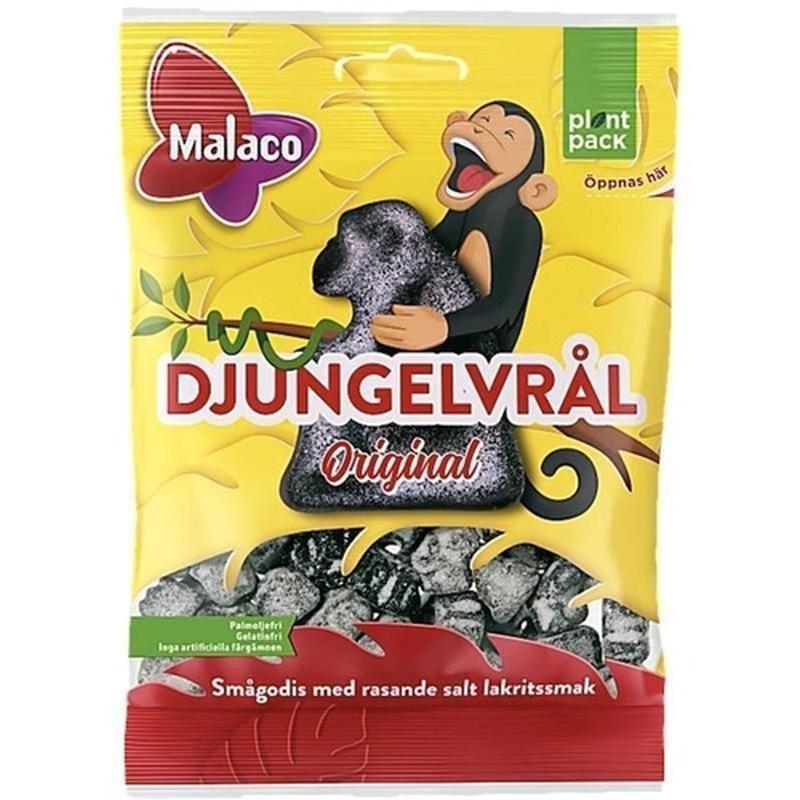 Malaco
plant
pack
Öppnas här
DJUNGELVRÅL
Original
Palmoljefri
Gelatinfri
Inga artificiella färgämnen
Smågodis med rasande salt lakritssmak